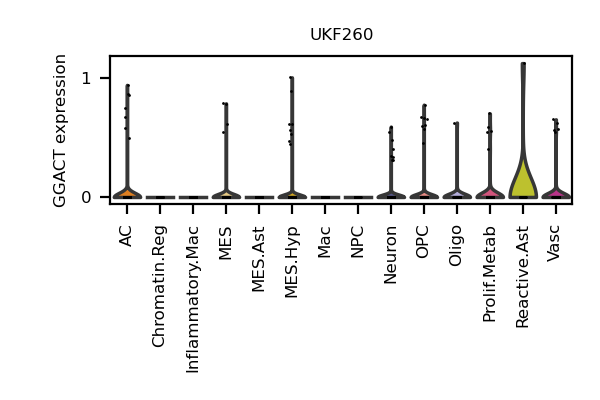 UKF260
GGACT expression
1
0
AC
Chromatin.Reg
Inflammatory.Mac
MES
MES.Ast
MES.Hyp
Mac
NPC
Neuron
OPC
Oligo
Prolif.Metab
Reactive.Ast
Vasc